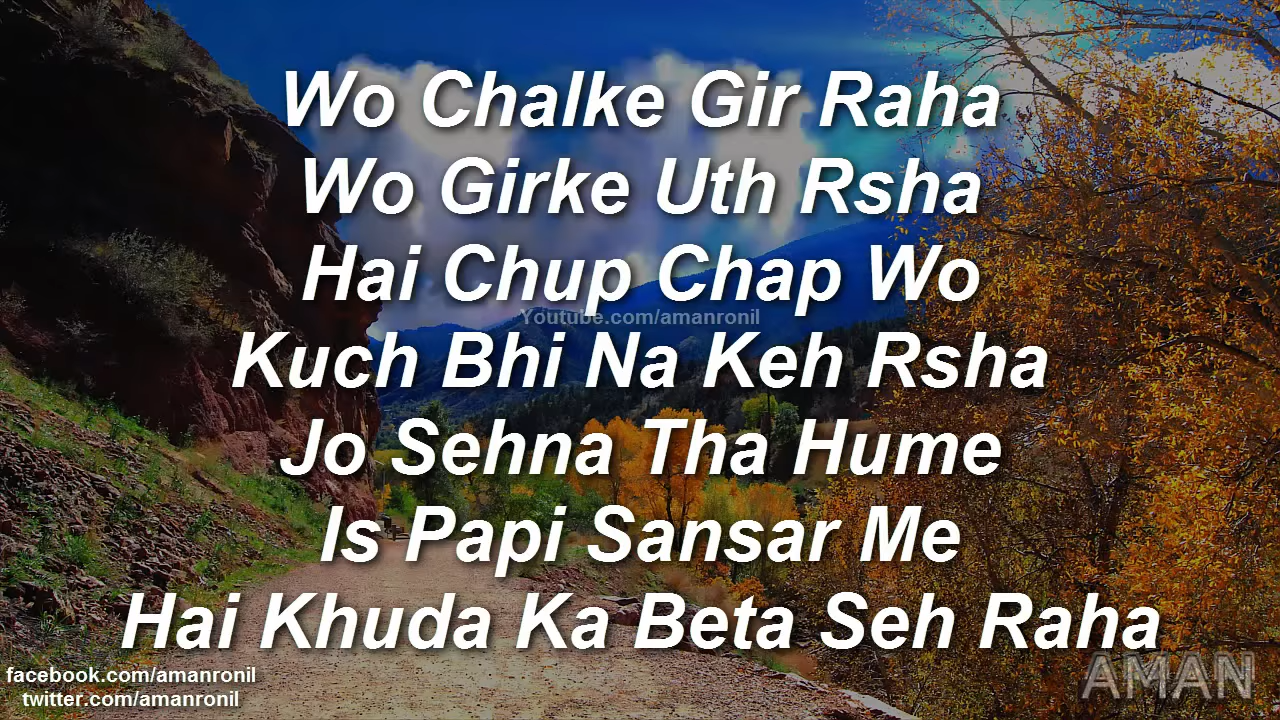 Wo Chalke Gir Raha
Wo Girke Uth Rsha
Hai Chup Chap Wo
Youtube.com/amanronil
Kuch Bhi Na Keh Rsha
Jo Sehna Tha Hume
Is Papi Sansar Me
Hai Khuda Ka Beta Seh Raha
facebook.com/amanronil
twitter.com/amanronil
AMAN